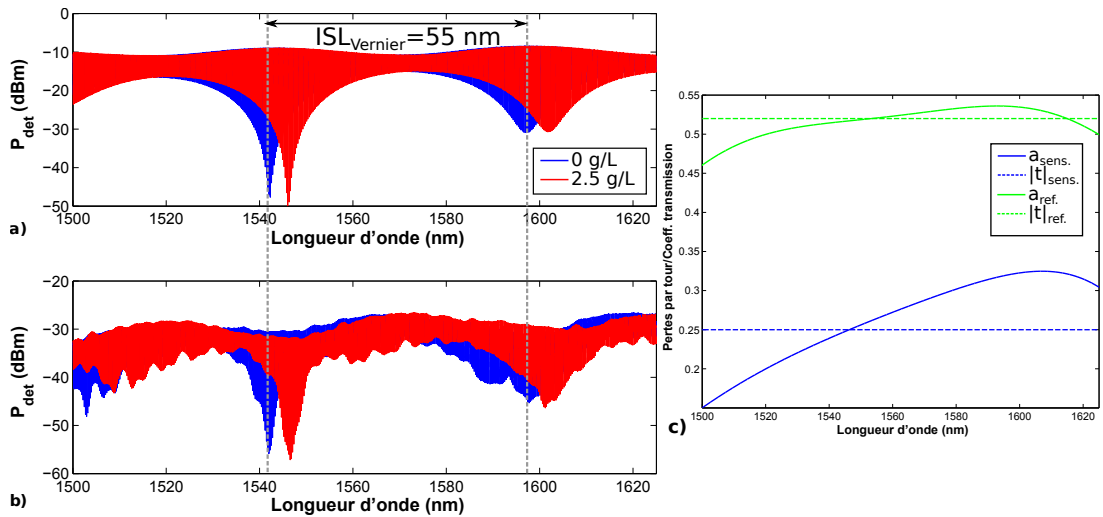 0
−10
−20
−30
−40
−50
P_det (dBm)
ISL_Vernier=55 nm
0 g/L
2.5 g/L
1500 1520 1540 1560 1580 1600 1620
Longueur d'onde (nm)
a)
−20
−30
−40
−50
−60
P_det (dBm)
1500 1520 1540 1560 1580 1600 1620
Longueur d'onde (nm)
b)
0.55
0.5
0.45
0.4
0.35
0.3
0.25
0.2
Pertes par tour/Coeff. transmission
a_sens.
|t|_sens.
a_ref.
|t|_ref.
1500 1520 1540 1560 1580 1600 1620
Longueur d'onde (nm)
c)